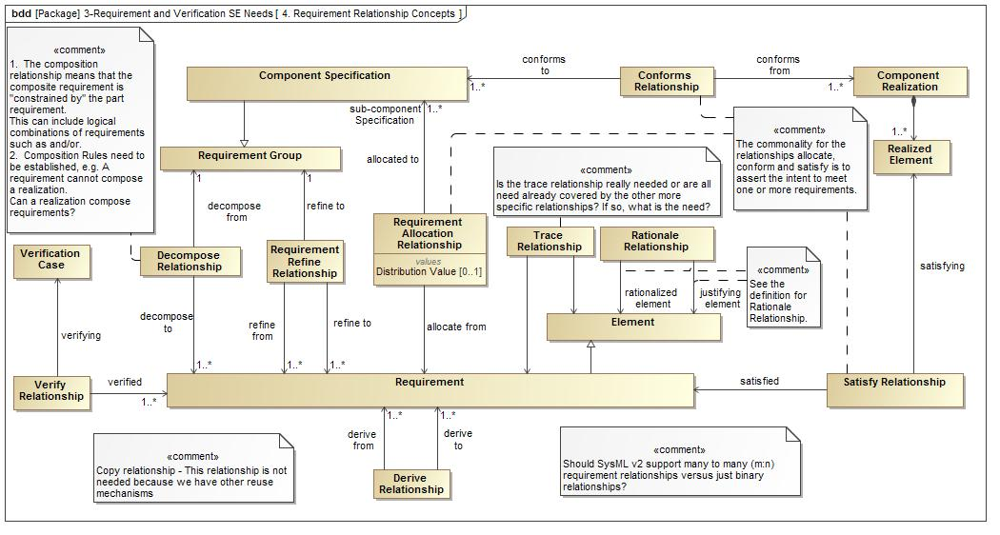 bdd [Package] 3-Requirement and Verification SE Needs [ 4. Requirement Relationship Concepts ]
«comment»
1. The composition
relationship means that the
composite requirement is
"constrained by" the part
requirement.
This can include logical
combinations of requirements
such as and/or.
2. Composition Rules need to
be established, e.g. A
requirement cannot compose
a realization.
Can a realization compose
requirements?
Component Specification
conforms
to
1..*
Conforms
Relationship
conforms
from
1..*
Component
Realization
sub-component
Specification
1..*
allocated to
«comment»
The commonality for the
relationships allocate,
conform and satisfy is to
assert the intent to meet
one or more requirements.
1..*
Realized
Element
Requirement Group
1
1
decompose
from
refine to
«comment»
Is the trace relationship really needed or are all
need already covered by the other more
specific relationships? If so, what is the need?
Verification
Case
Decompose
Relationship
Requirement
Refine
Relationship
Requirement
Allocation
Relationship
values
Distribution Value [0..1]
Trace
Relationship
Rationale
Relationship
«comment»
See the
definition for
Rationale
Relationship.
satisfying
rationalized
element
justifying
element
Element
verifying
decompose
to
refine
from
refine to
allocate from
1..*
1..*
1..*
Verify
Relationship
verified
1..*
Requirement
satisfied
Satisfy Relationship
1..*
1..*
derive
from
derive
to
Derive
Relationship
«comment»
Copy relationship - This relationship is not
needed because we have other reuse
mechanisms
«comment»
Should SysML v2 support many to many (m:n)
requirement relationships versus just binary
relationships?